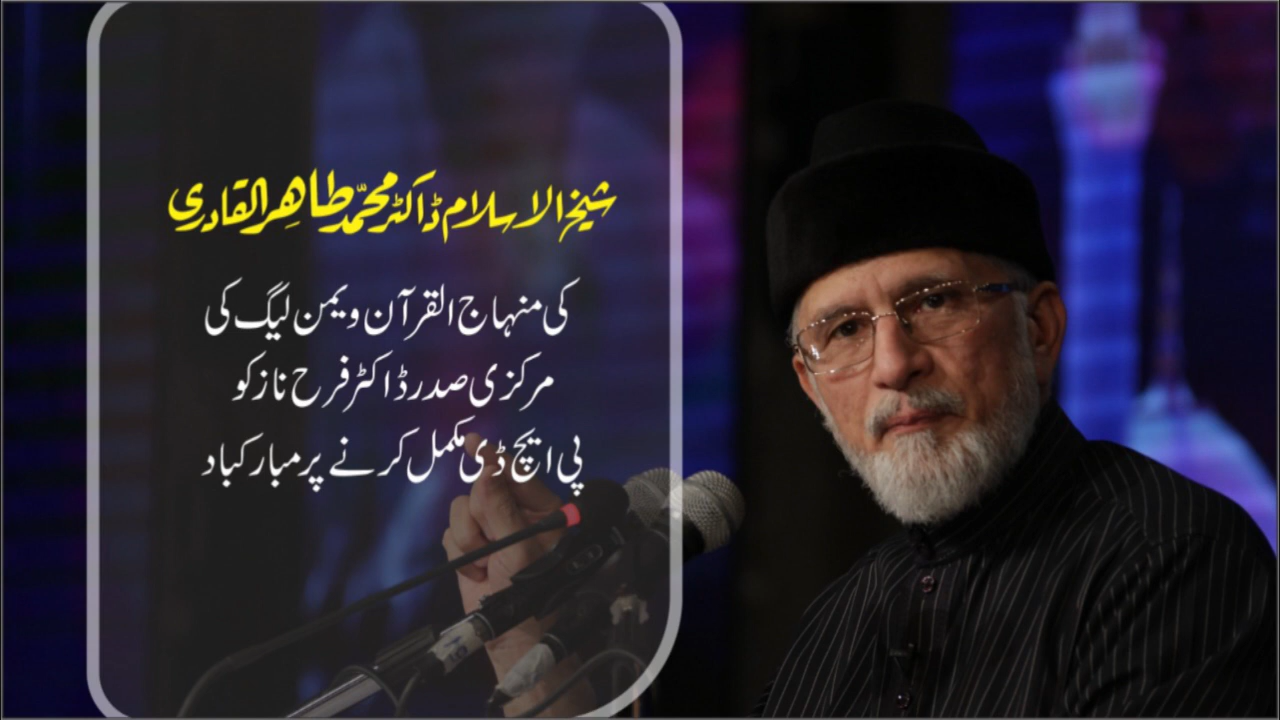 شیخ الاسلام ڈاکٹر محمّد طاہر القادری
کی منہاج القرآن ویمن لیگ کی
مرکزی صدر ڈاکٹر فرح ناز کو
پی ایچ ڈی مکمل کرنے پر مبارکباد